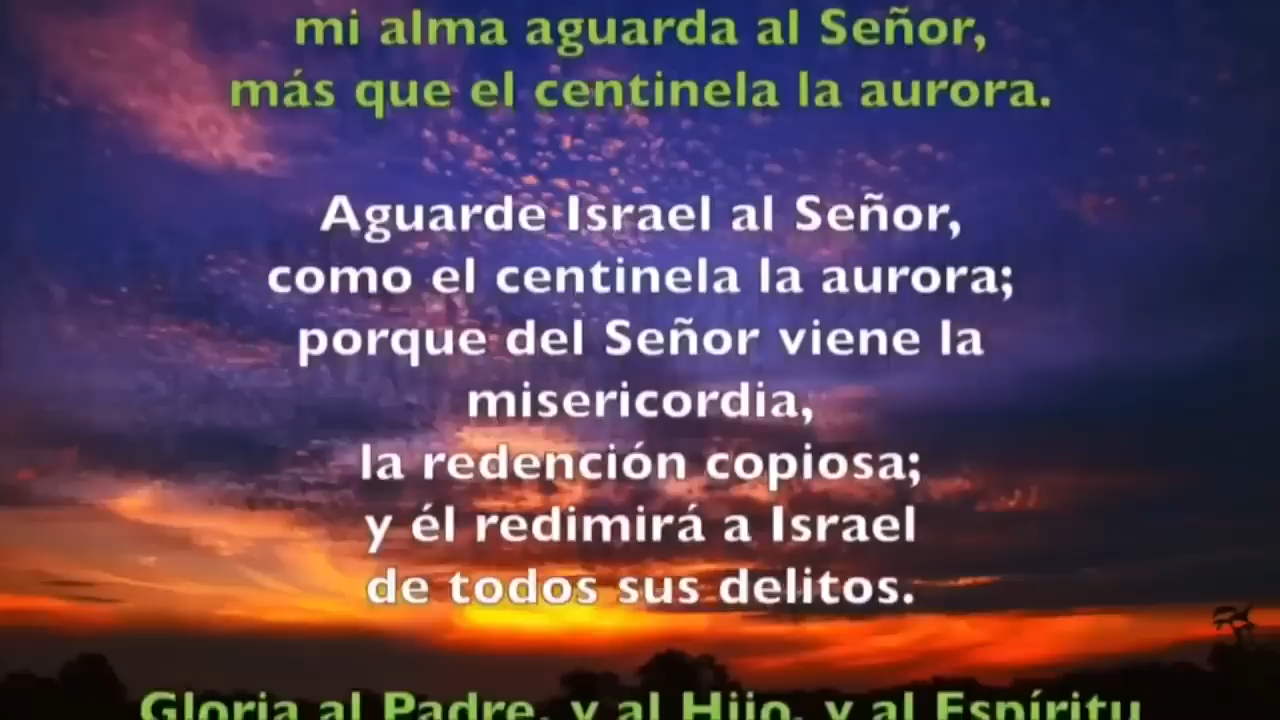 mi alma aguarda al Señor,
más que el centinela la aurora.
Aguarde Israel al Señor,
como el centinela la aurora;
porque del Señor viene la
misericordia,
la redención copiosa;
y él redimirá a Israel
de todos sus delitos.
Gloria al Padre, y al Hijo, y al Espíritu